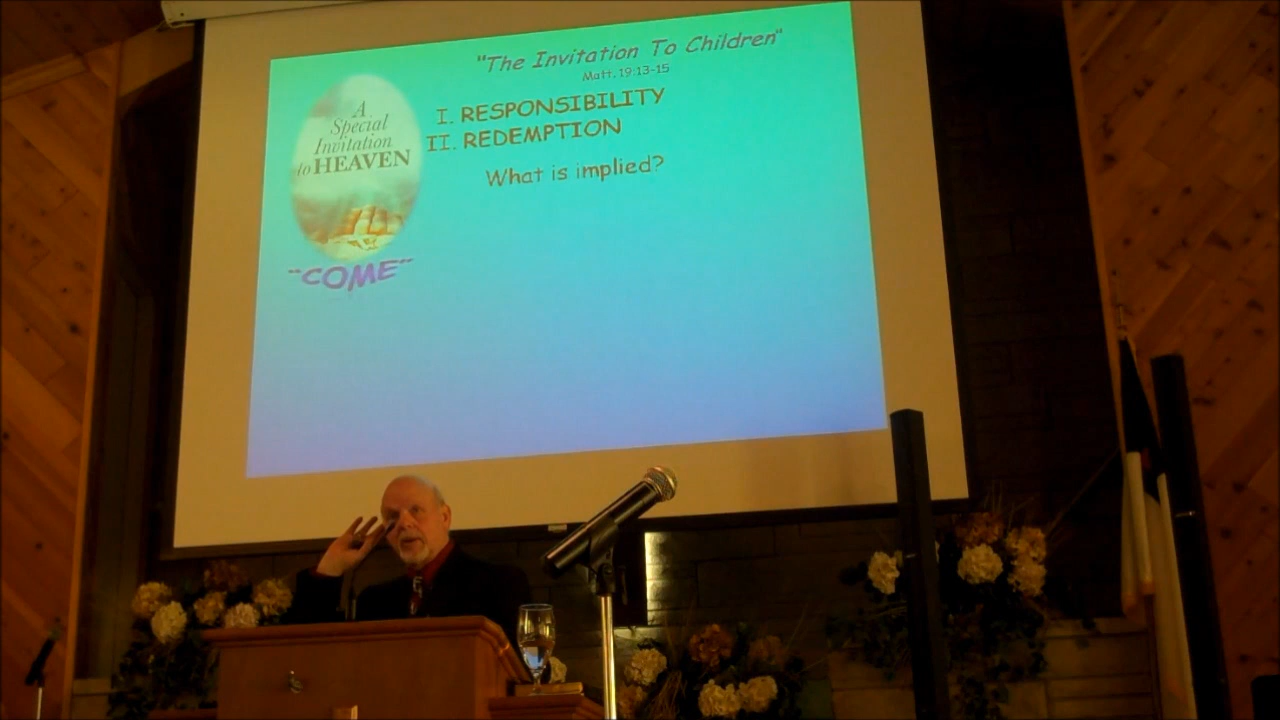 "The Invitation To Children"
Matt. 19:13-15
I. RESPONSIBILITY
II. REDEMPTION
What is implied?
A
Special
Invitation
to HEAVEN
"COME"